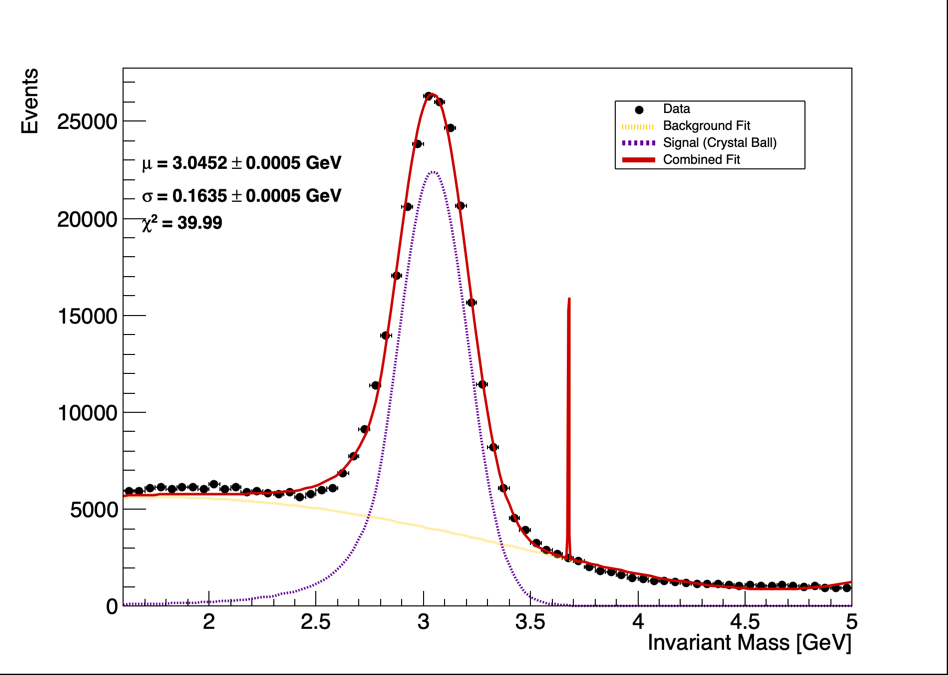 Events
25000
20000
15000
10000
5000
0
μ = 3.0452 ± 0.0005 GeV
σ = 0.1635 ± 0.0005 GeV
χ² = 39.99
Data
Background Fit
Signal (Crystal Ball)
Combined Fit
2 2.5 3 3.5 4 4.5 5
Invariant Mass [GeV]